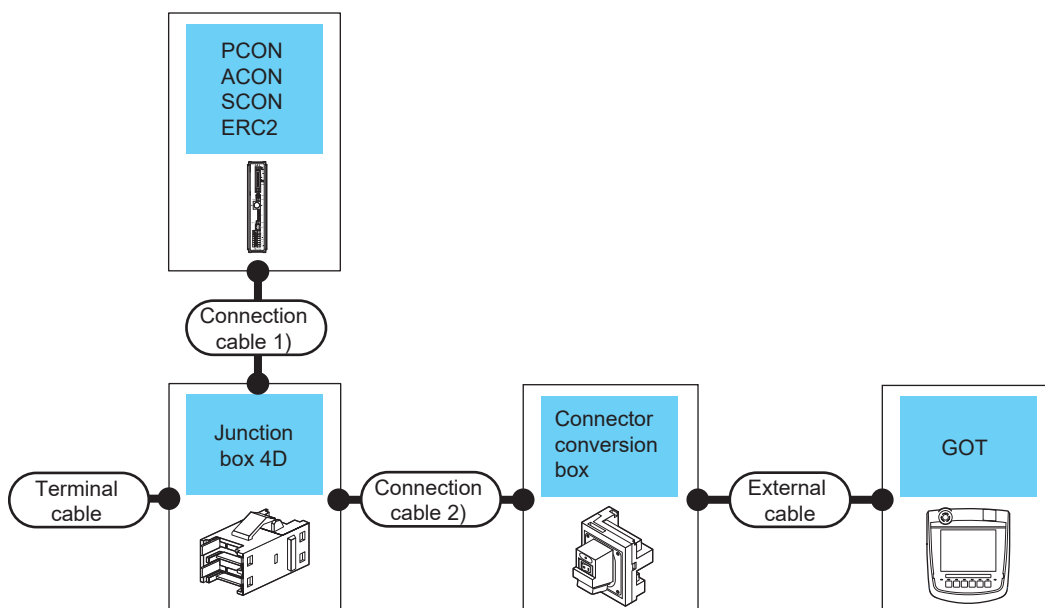 PCON
ACON
SCON
ERC2
Connection
cable 1)
Junction
box 4D
Connector
conversion
box
GOT
Terminal
cable
Connection
cable 2)
External
cable